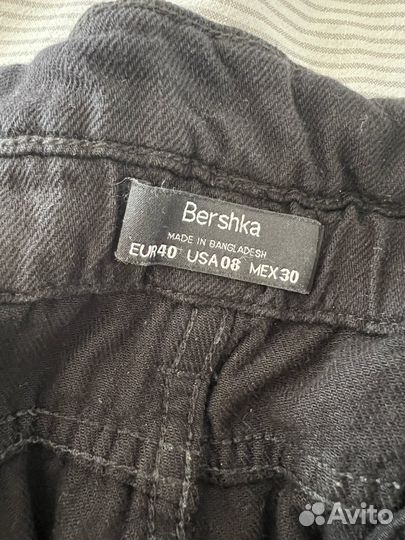 Bershka
MADE IN BANGLADESH
EUR40 USA08 MEX30
Avito